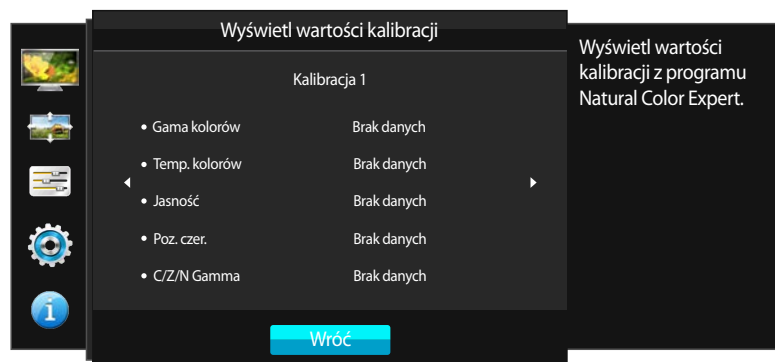 Wyświetl wartości kalibracji
Kalibracja 1
• Gama kolorów Brak danych
• Temp. kolorów Brak danych
• Jasność Brak danych
• Poz. czer. Brak danych
• C/Z/N Gamma Brak danych
Wróć
Wyświetl wartości
kalibracji z programu
Natural Color Expert.